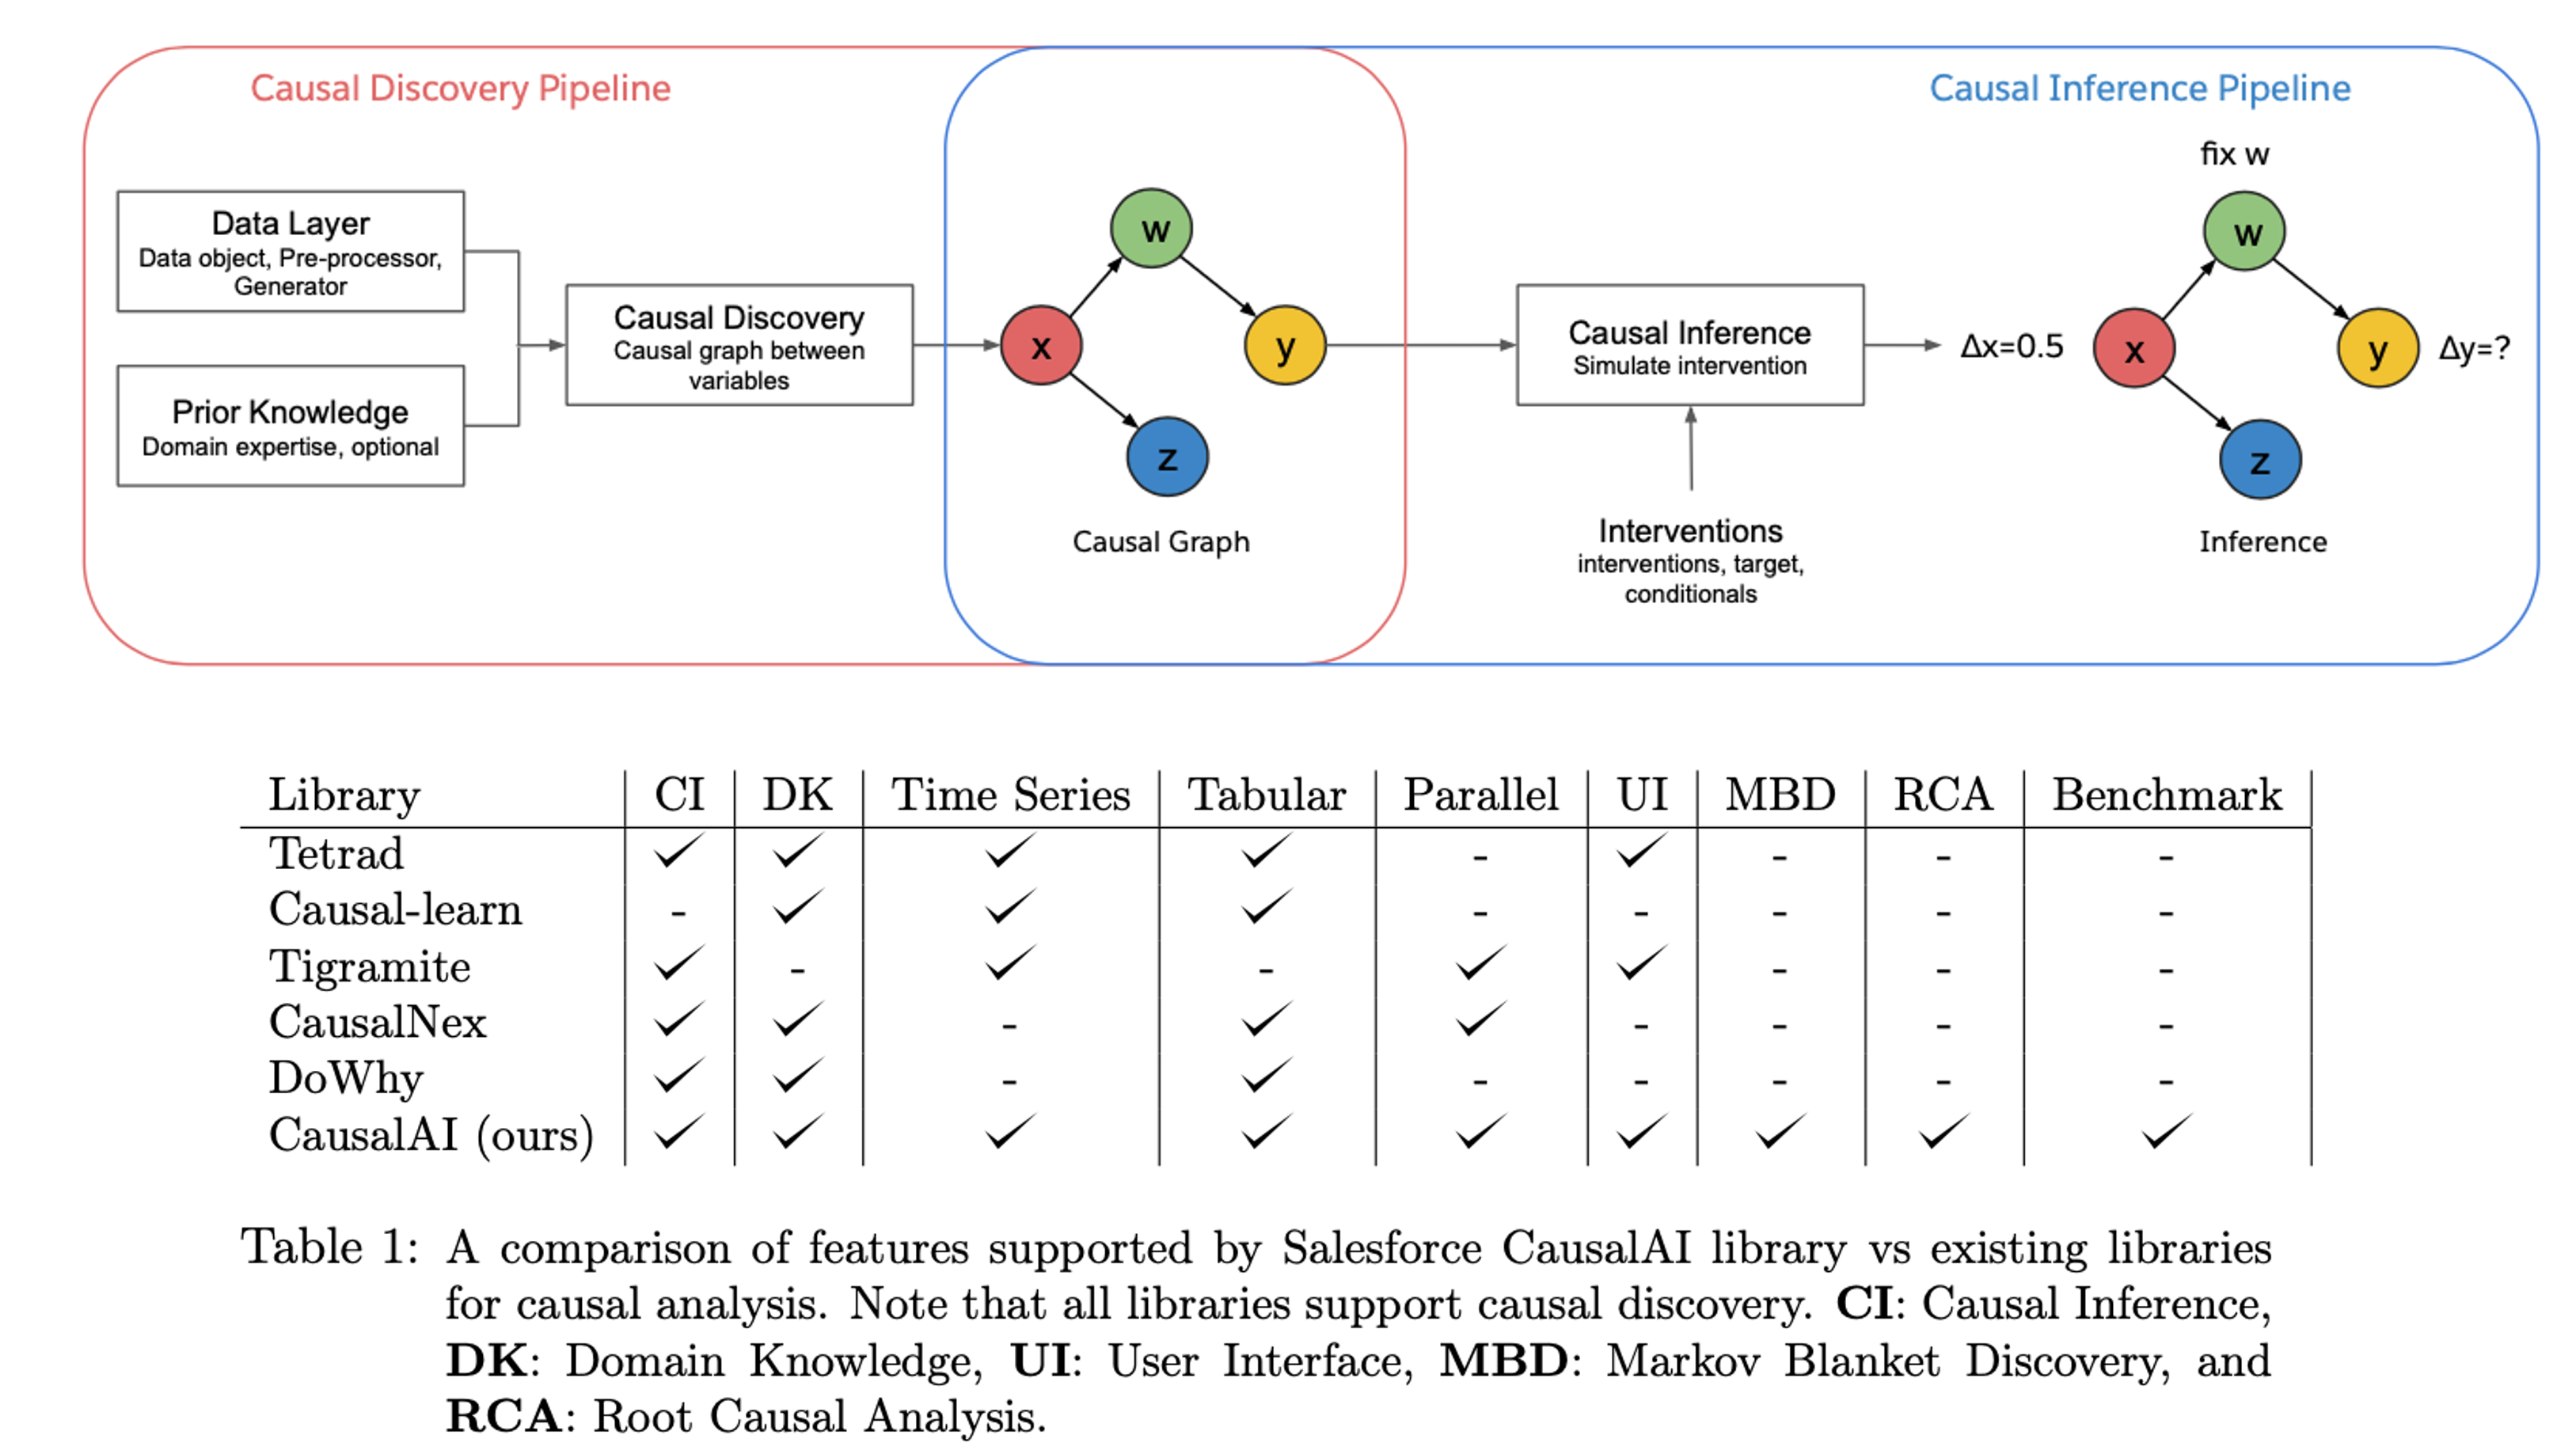 Causal Discovery Pipeline
Causal Inference Pipeline
Data Layer
Data object, Pre-processor,
Generator
Prior Knowledge
Domain expertise, optional
Causal Discovery
Causal graph between
variables
w
x
y
z
Causal Graph
Causal Inference
Simulate intervention
Interventions
interventions, target,
conditionals
fix w
w
Δx=0.5
x
y
Δy=?
z
Inference
Library CI DK Time Series Tabular Parallel UI MBD RCA Benchmark
Tetrad ✓ ✓ ✓ ✓ - ✓ - - -
Causal-learn - ✓ ✓ ✓ - - - - -
Tigramite ✓ - ✓ - ✓ ✓ - - -
CausalNex ✓ ✓ - ✓ ✓ - - - -
DoWhy ✓ ✓ - ✓ - - - - -
CausalAI (ours) ✓ ✓ ✓ ✓ ✓ ✓ ✓ ✓ ✓
Table 1: A comparison of features supported by Salesforce CausalAI library vs existing libraries
for causal analysis. Note that all libraries support causal discovery. CI: Causal Inference,
DK: Domain Knowledge, UI: User Interface, MBD: Markov Blanket Discovery, and
RCA: Root Causal Analysis.